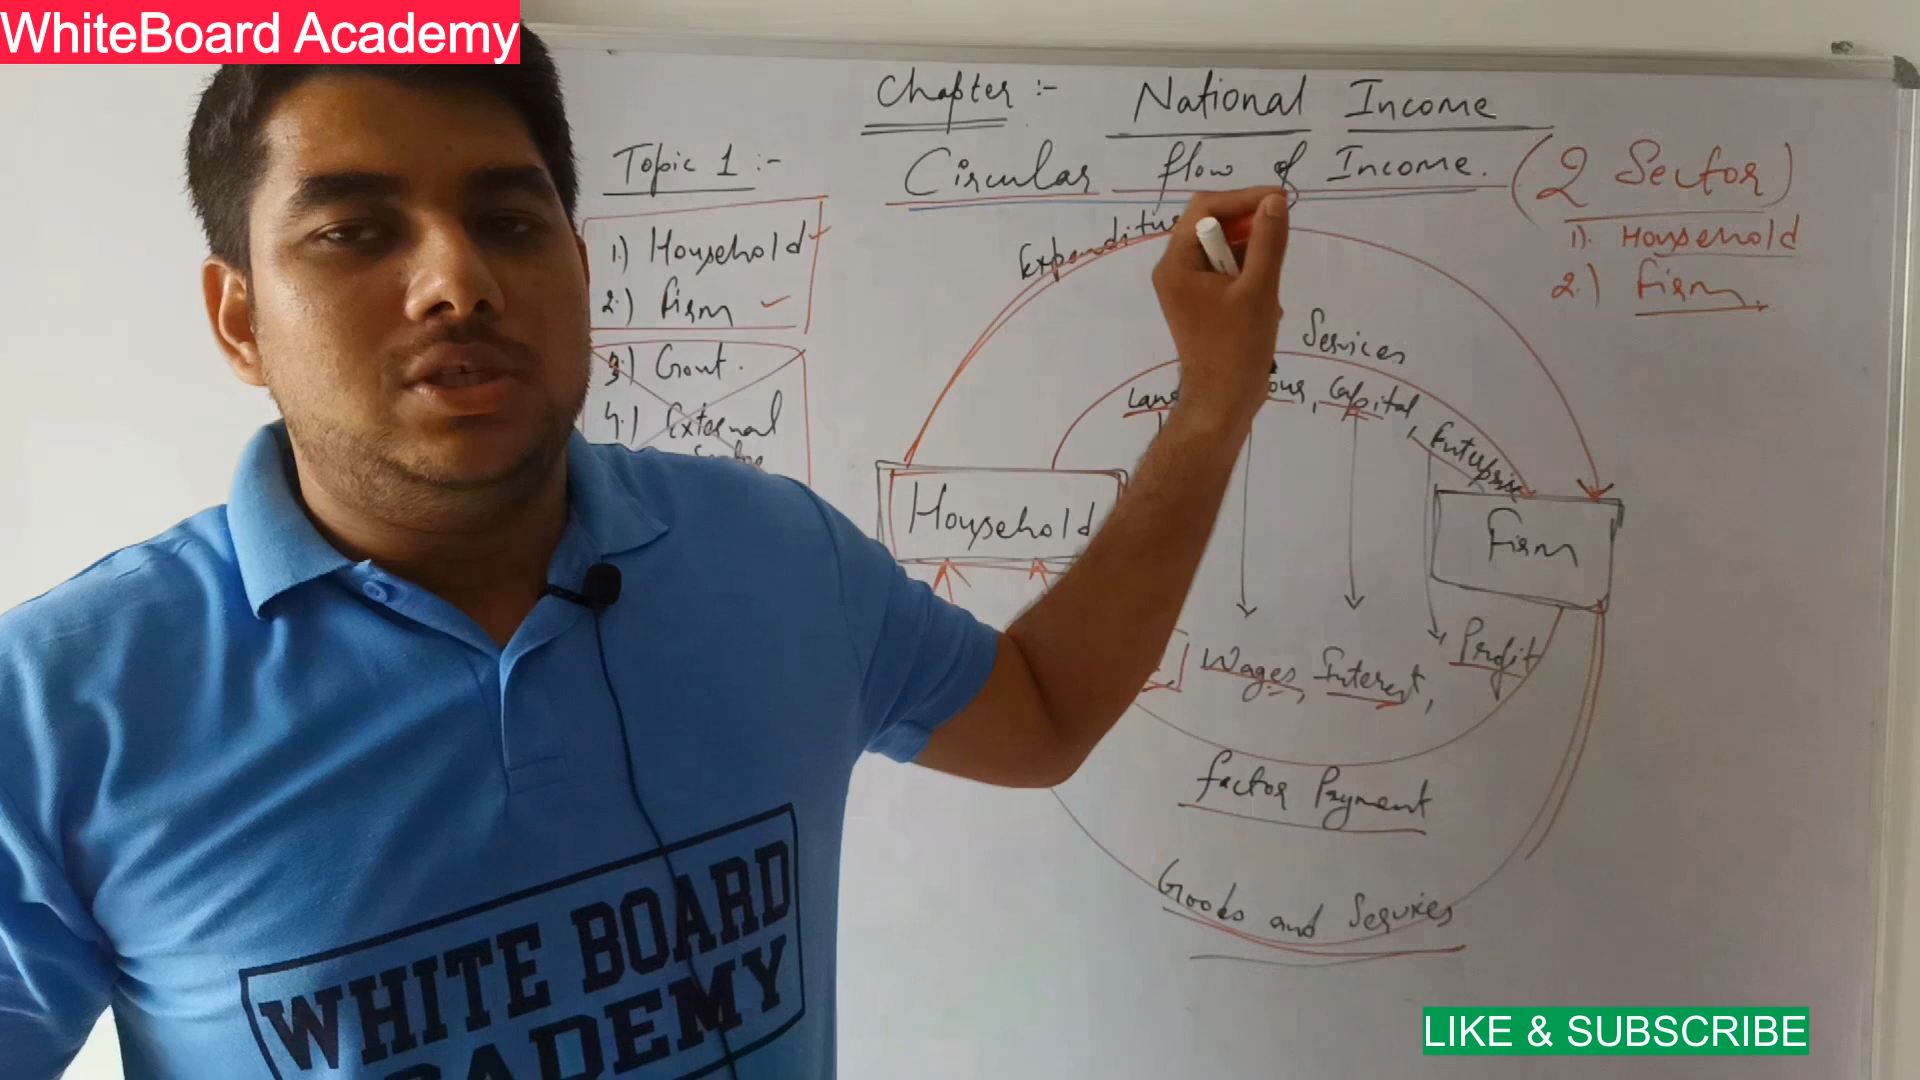 WhiteBoard Academy
Chapter :- National Income
Topic 1 :- Circular flow of Income. (2 Sector)
1). Household
2.) Firm.
1.) Household
2.) Firm
3.) Govt.
4.) External
Services
Capital, Enterprise
Household
Firm
Wages, Interest, Profit
Factor Payment
Goods and Services
WHITE BOARD
ACADEMY
LIKE & SUBSCRIBE